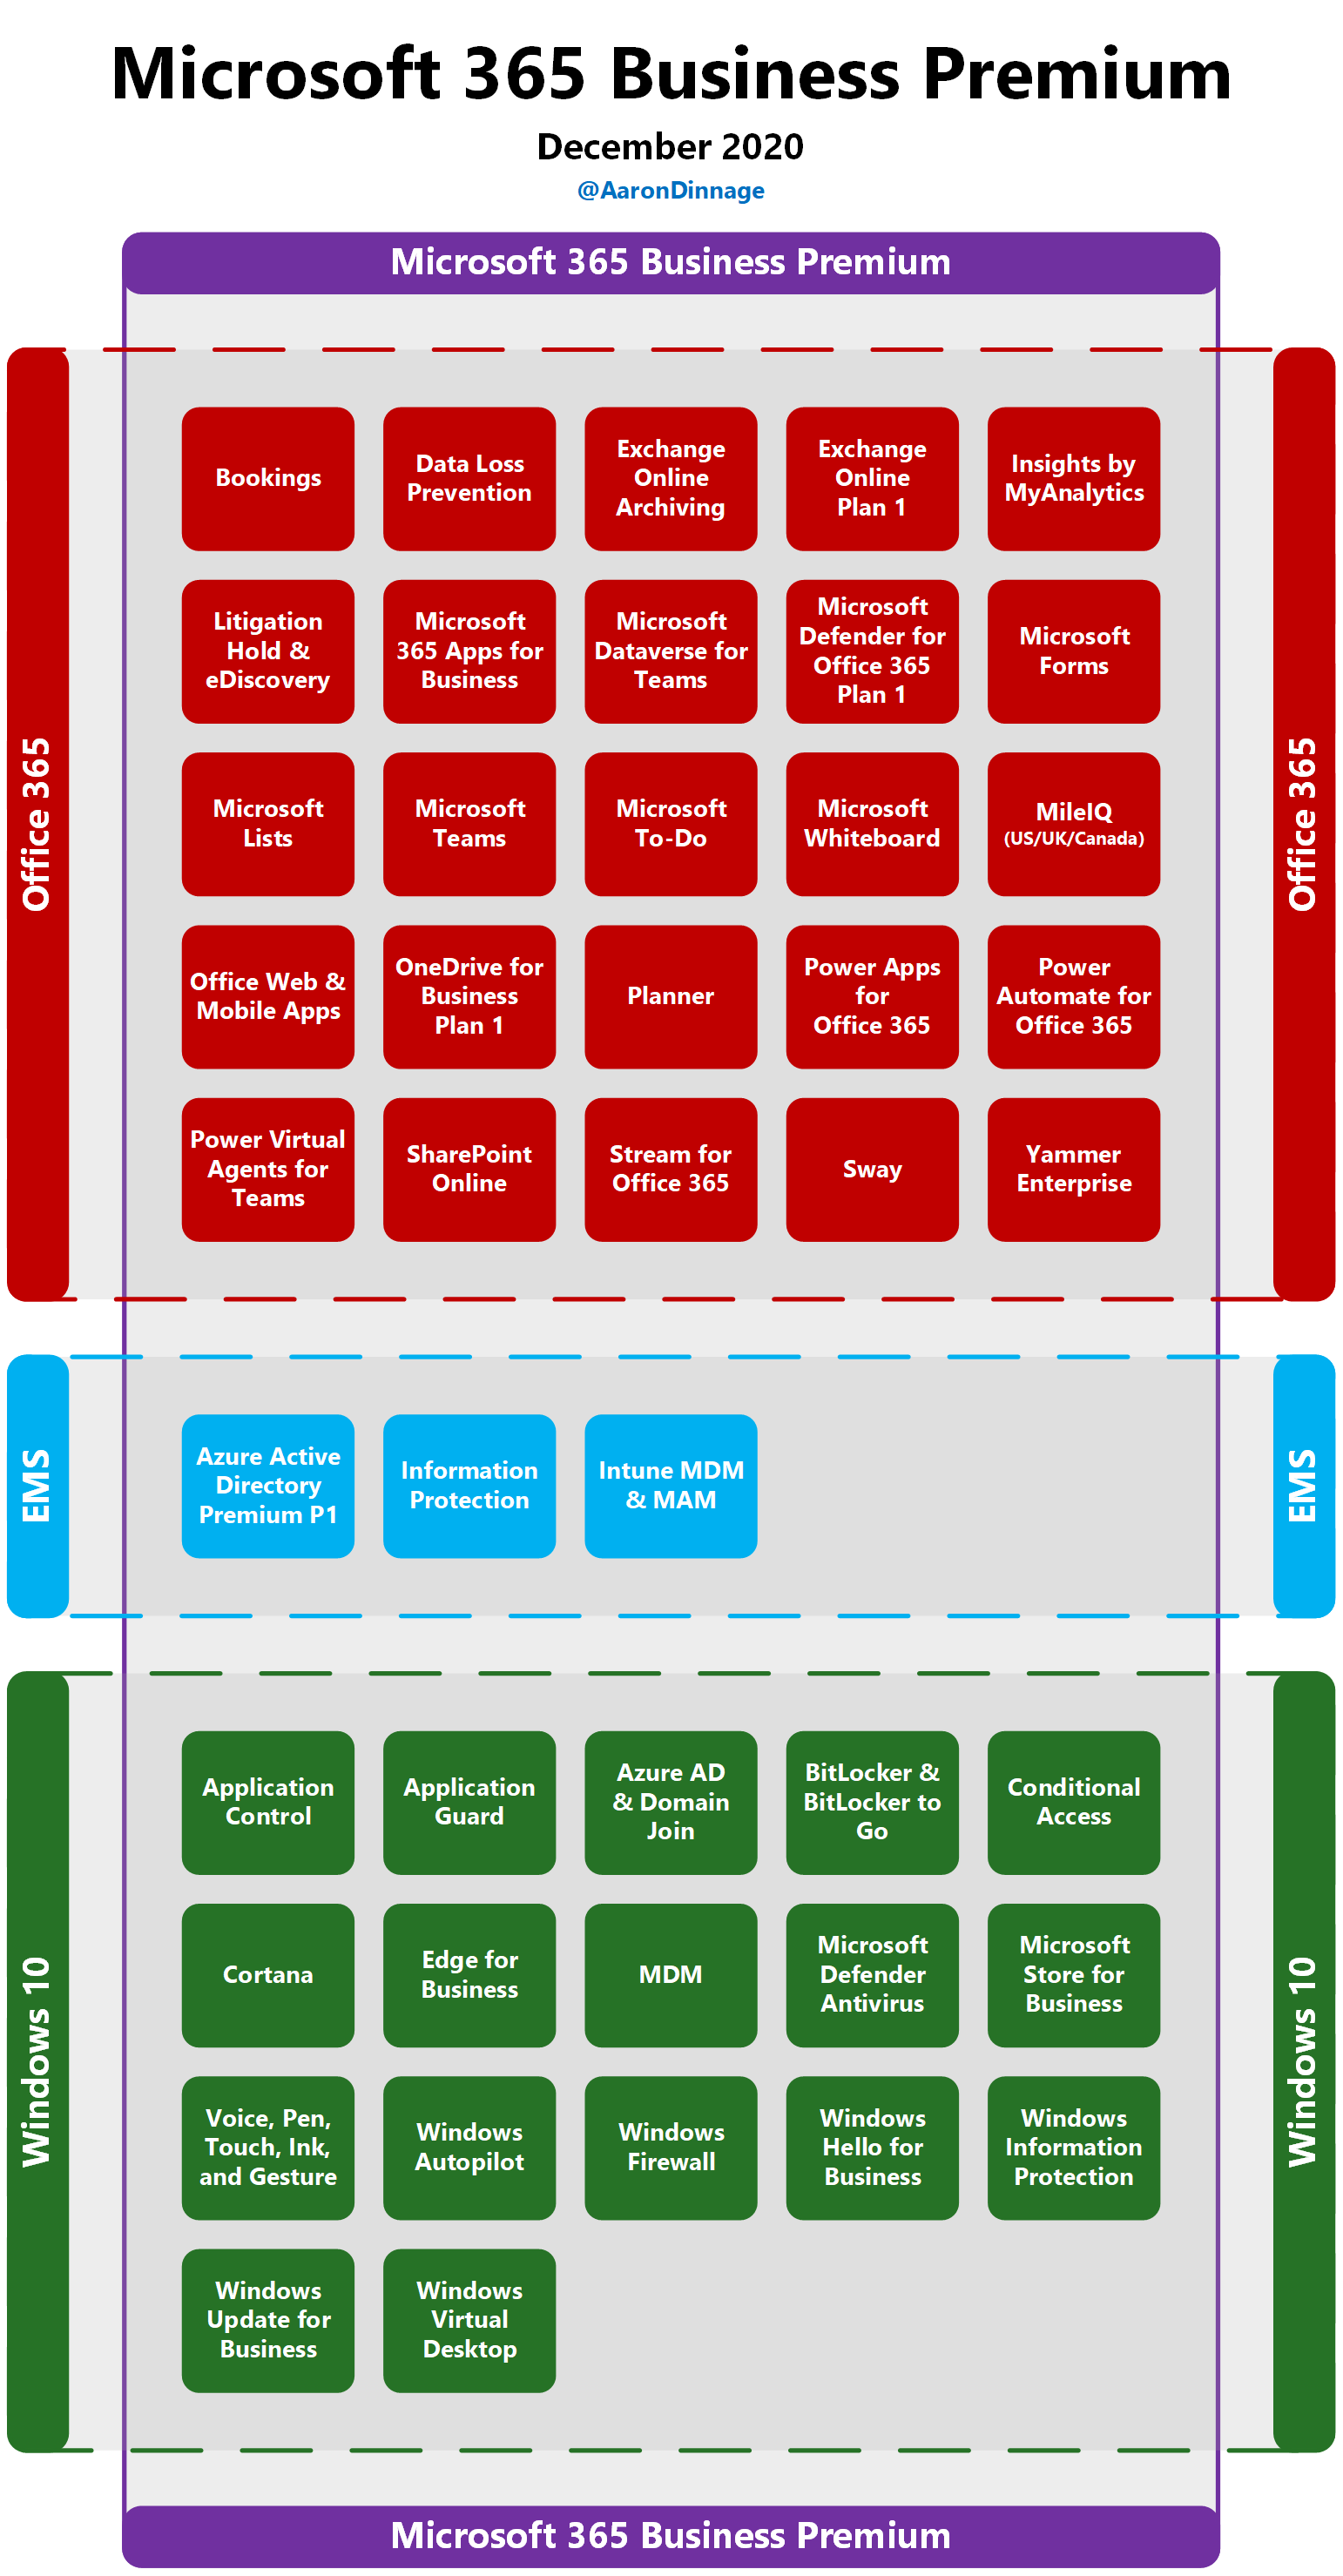 Microsoft 365 Business Premium
December 2020
@AaronDinnage
Microsoft 365 Business Premium
Office 365
Office 365
Bookings
Data Loss
Prevention
Exchange
Online
Archiving
Exchange
Online
Plan 1
Insights by
MyAnalytics
Litigation
Hold &
eDiscovery
Microsoft
365 Apps for
Business
Microsoft
Dataverse for
Teams
Microsoft
Defender for
Office 365
Plan 1
Microsoft
Forms
Microsoft
Lists
Microsoft
Teams
Microsoft
To-Do
Microsoft
Whiteboard
MileIQ
(US/UK/Canada)
Office Web &
Mobile Apps
OneDrive for
Business
Plan 1
Planner
Power Apps
for
Office 365
Power
Automate for
Office 365
Power Virtual
Agents for
Teams
SharePoint
Online
Stream for
Office 365
Sway
Yammer
Enterprise
EMS
EMS
Azure Active
Directory
Premium P1
Information
Protection
Intune MDM
& MAM
Windows 10
Windows 10
Application
Control
Application
Guard
Azure AD
& Domain
Join
BitLocker &
BitLocker to
Go
Conditional
Access
Cortana
Edge for
Business
MDM
Microsoft
Defender
Antivirus
Microsoft
Store for
Business
Voice, Pen,
Touch, Ink,
and Gesture
Windows
Autopilot
Windows
Firewall
Windows
Hello for
Business
Windows
Information
Protection
Windows
Update for
Business
Windows
Virtual
Desktop
Microsoft 365 Business Premium